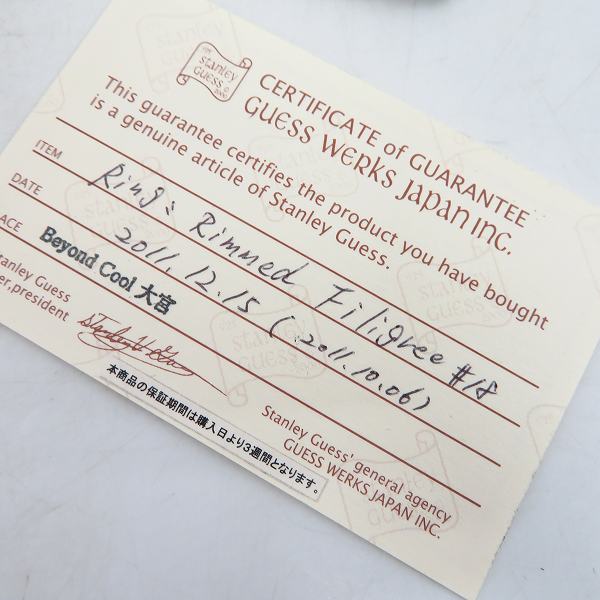 925
Stanley
GUESS
2000
CERTIFICATE of GUARANTEE
GUESS WERKS JAPAN INC.
This guarantee certifies the product you have bought
is a genuine article of Stanley Guess.
ITEM Ring: Rimmed Filigree #18
DATE 2011.12.15 (2011.10.06)
ACE Beyond Cool 大宮
tanley Guess
er,president
本商品の保証期間は購入日より3週間となります。
Stanley Guess' general agency
GUESS WERKS JAPAN INC.